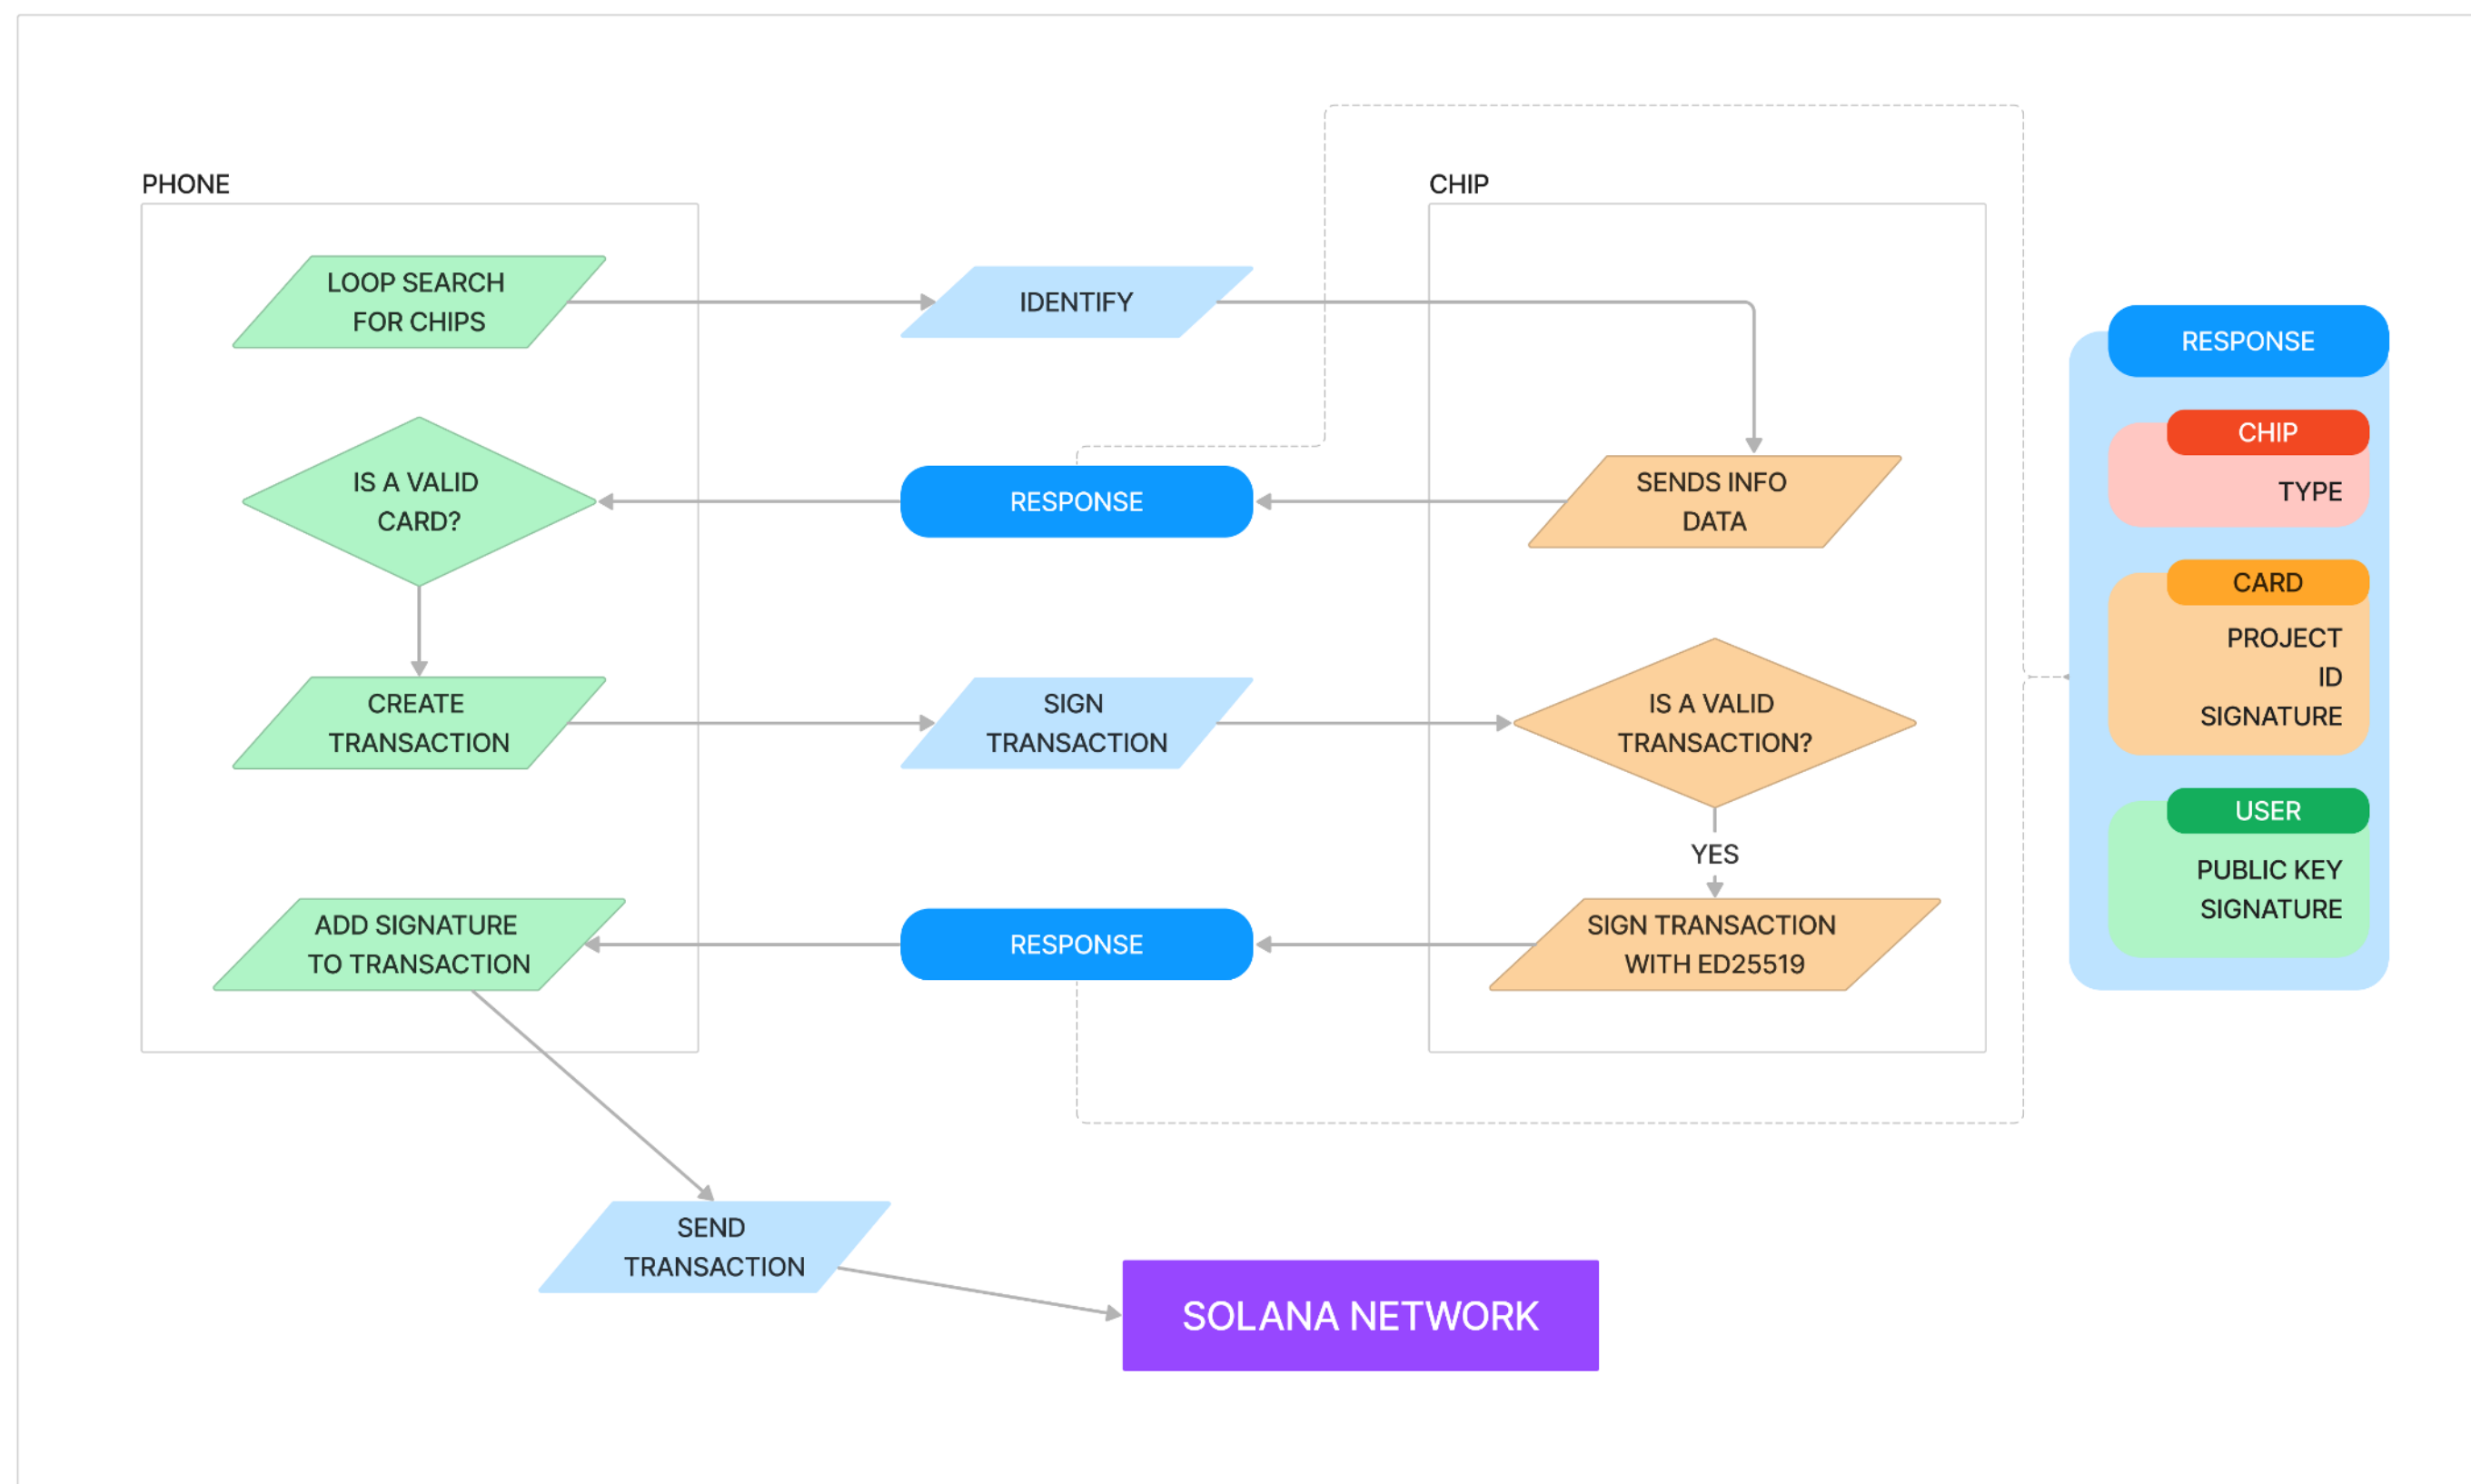 PHONE
CHIP
LOOP SEARCH
FOR CHIPS
IDENTIFY
RESPONSE
CHIP
TYPE
IS A VALID
CARD?
RESPONSE
SENDS INFO
DATA
CARD
PROJECT
ID
SIGNATURE
CREATE
TRANSACTION
SIGN
TRANSACTION
IS A VALID
TRANSACTION?
YES
USER
PUBLIC KEY
SIGNATURE
ADD SIGNATURE
TO TRANSACTION
RESPONSE
SIGN TRANSACTION
WITH ED25519
SEND
TRANSACTION
SOLANA NETWORK